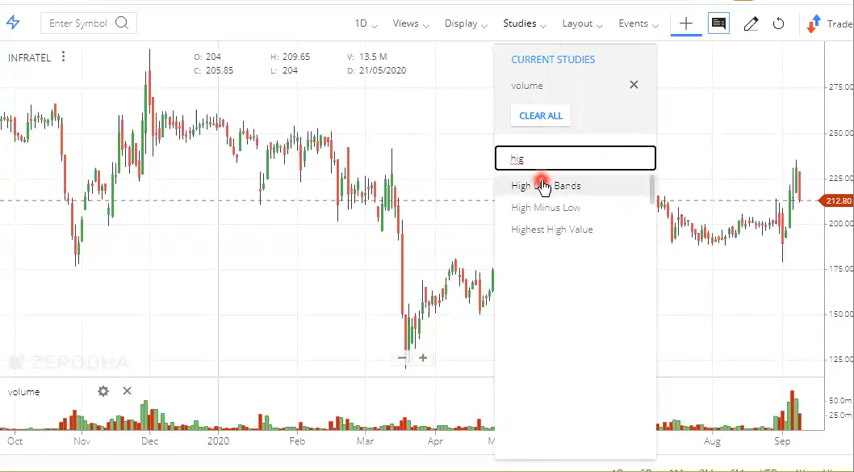 Enter Symbol
1D Views Display Studies Layout Events Trade
INFRATEL
O: 204 H: 209.65 V: 13.5 M
C: 205.85 L: 204 D: 21/05/2020
CURRENT STUDIES
volume
CLEAR ALL
hig
High Bands
High Minus Low
Highest High Value
250.00
225.00
212.80
200.00
175.00
150.00
125.00
ZERODHA
volume
50.0m
25.0m
Oct Nov Dec 2020 Feb Mar Apr Aug Sep